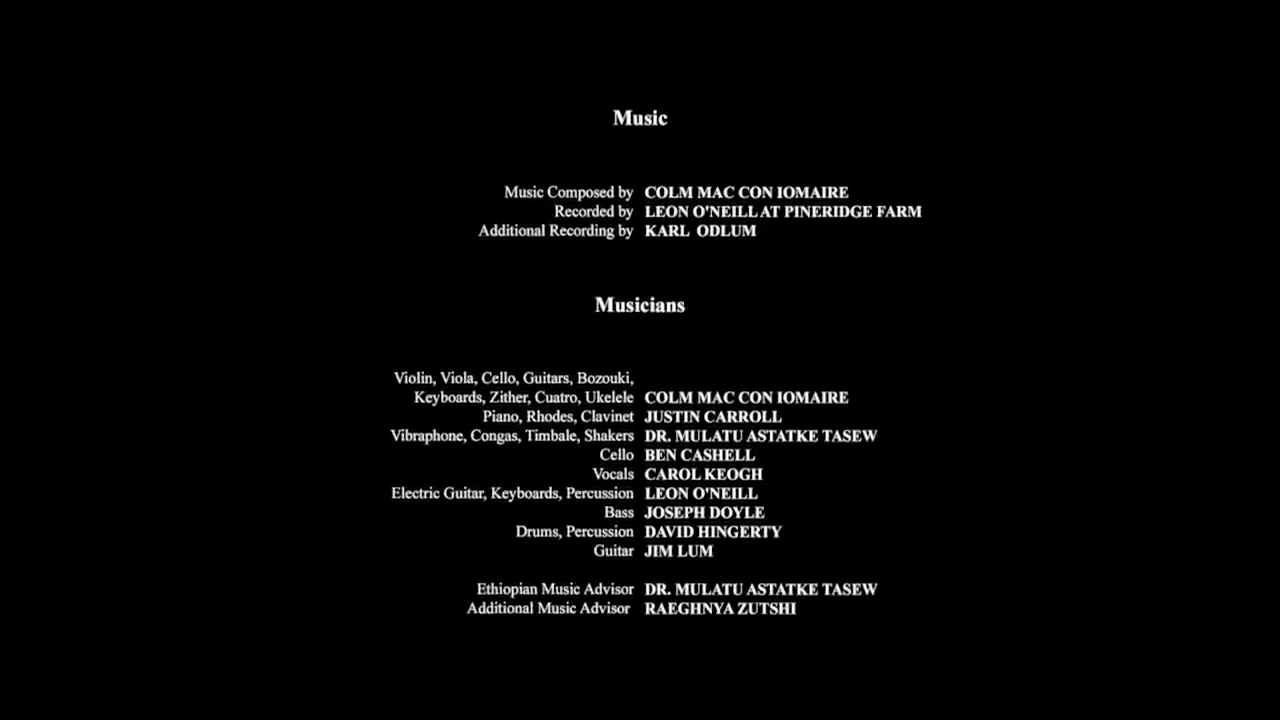 Music
Music Composed by COLM MAC CON IOMAIRE
Recorded by LEON O'NEILL AT PINERIDGE FARM
Additional Recording by KARL ODLUM
Musicians
Violin, Viola, Cello, Guitars, Bozouki,
Keyboards, Zither, Cuatro, Ukelele COLM MAC CON IOMAIRE
Piano, Rhodes, Clavinet JUSTIN CARROLL
Vibraphone, Congas, Timbale, Shakers DR. MULATU ASTATKE TASEW
Cello BEN CASHELL
Vocals CAROL KEOGH
Electric Guitar, Keyboards, Percussion LEON O'NEILL
Bass JOSEPH DOYLE
Drums, Percussion DAVID HINGERTY
Guitar JIM LUM
Ethiopian Music Advisor DR. MULATU ASTATKE TASEW
Additional Music Advisor RAEGHNYA ZUTSHI